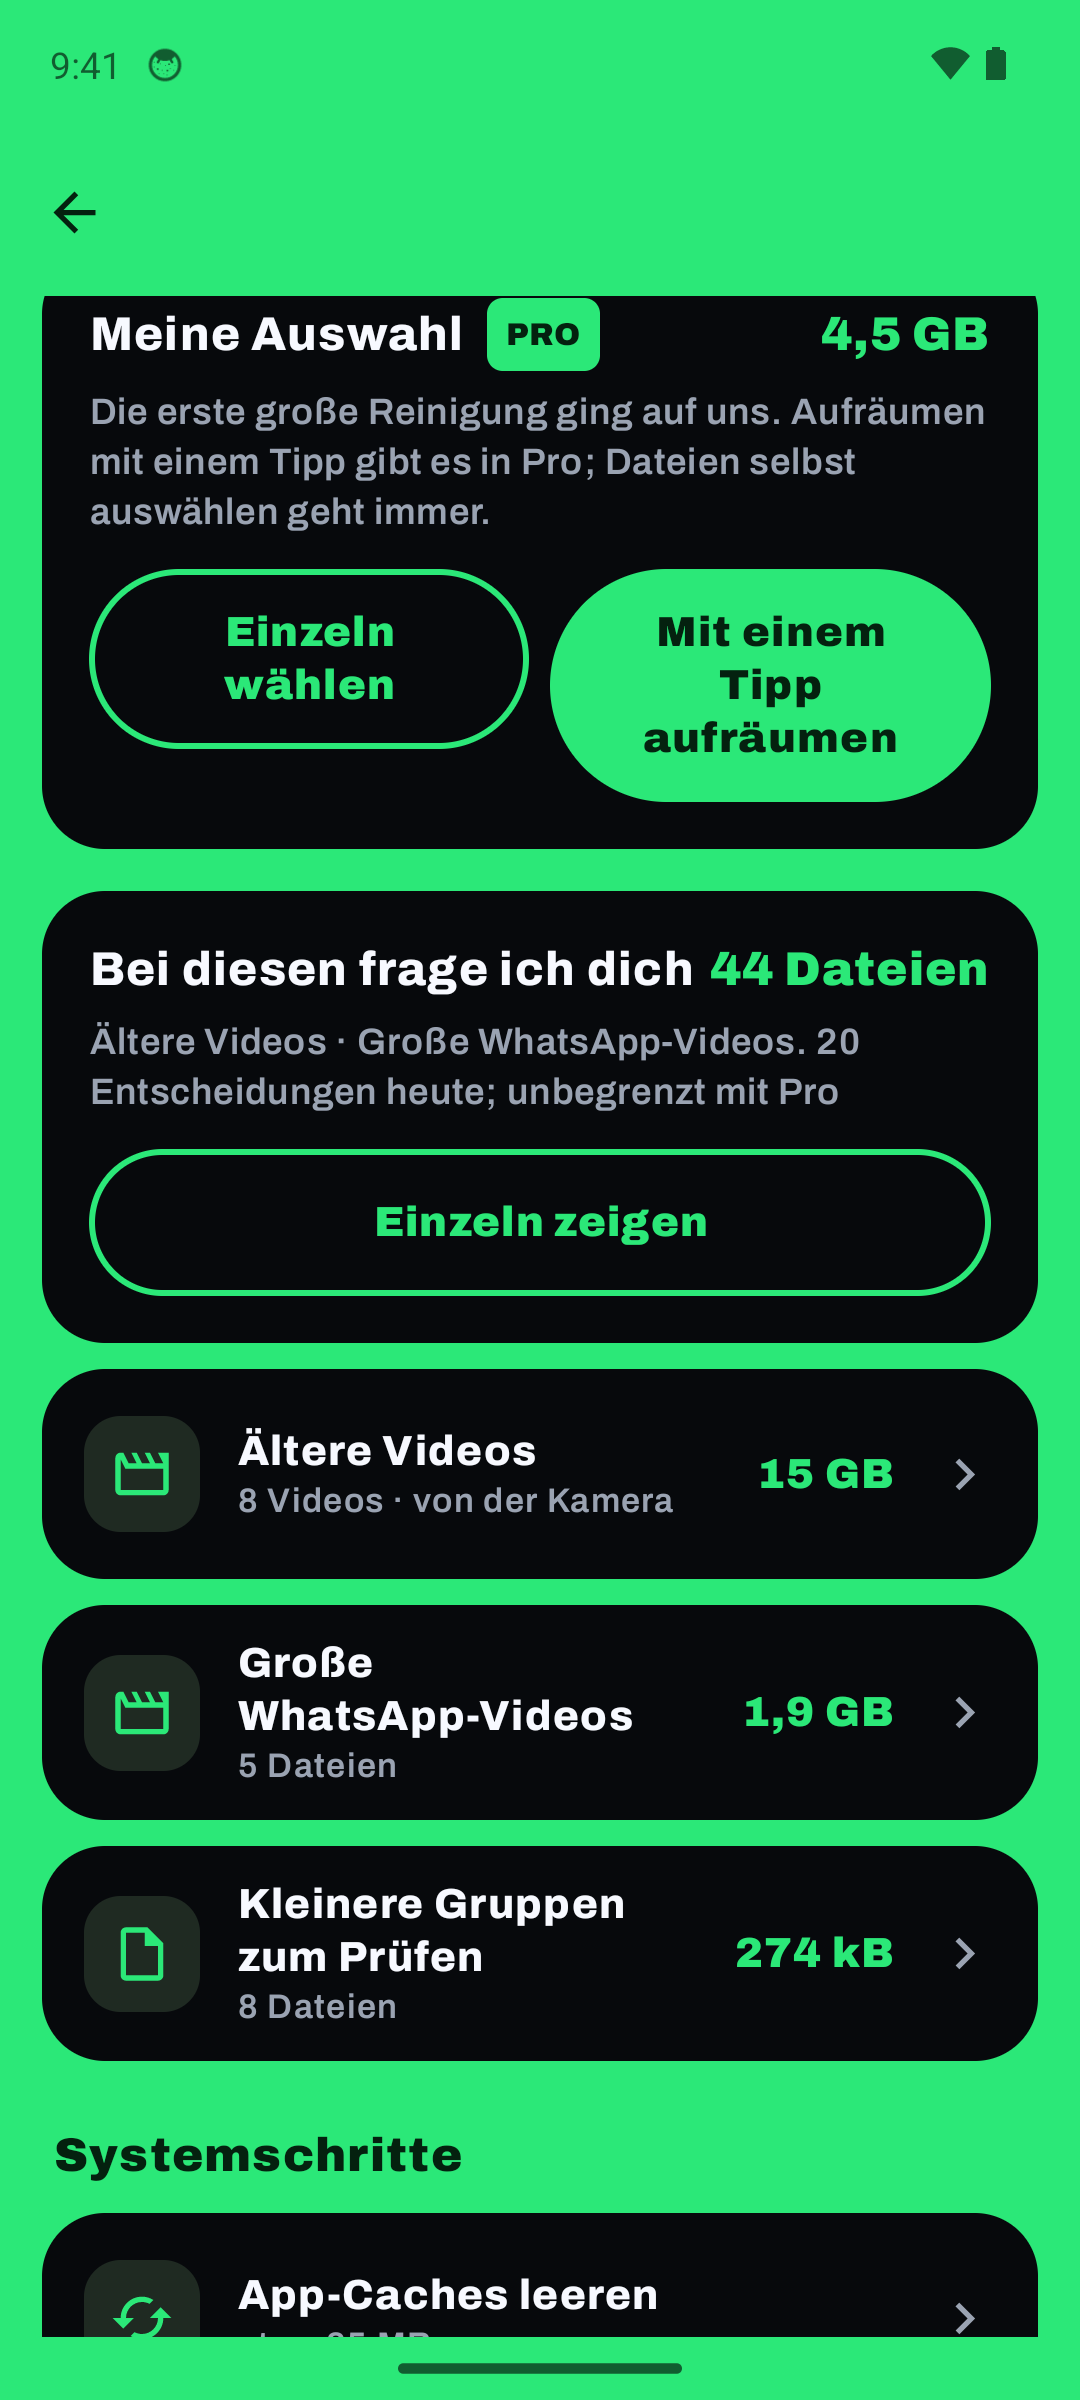 9:41
Meine Auswahl PRO 4,5 GB
Die erste große Reinigung ging auf uns. Aufräumen
mit einem Tipp gibt es in Pro; Dateien selbst
auswählen geht immer.
Einzeln
wählen
Mit einem
Tipp
aufräumen
Bei diesen frage ich dich 44 Dateien
Ältere Videos · Große WhatsApp-Videos. 20
Entscheidungen heute; unbegrenzt mit Pro
Einzeln zeigen
Ältere Videos
8 Videos · von der Kamera
15 GB
Große
WhatsApp-Videos
5 Dateien
1,9 GB
Kleinere Gruppen
zum Prüfen
8 Dateien
274 kB
Systemschritte
App-Caches leeren